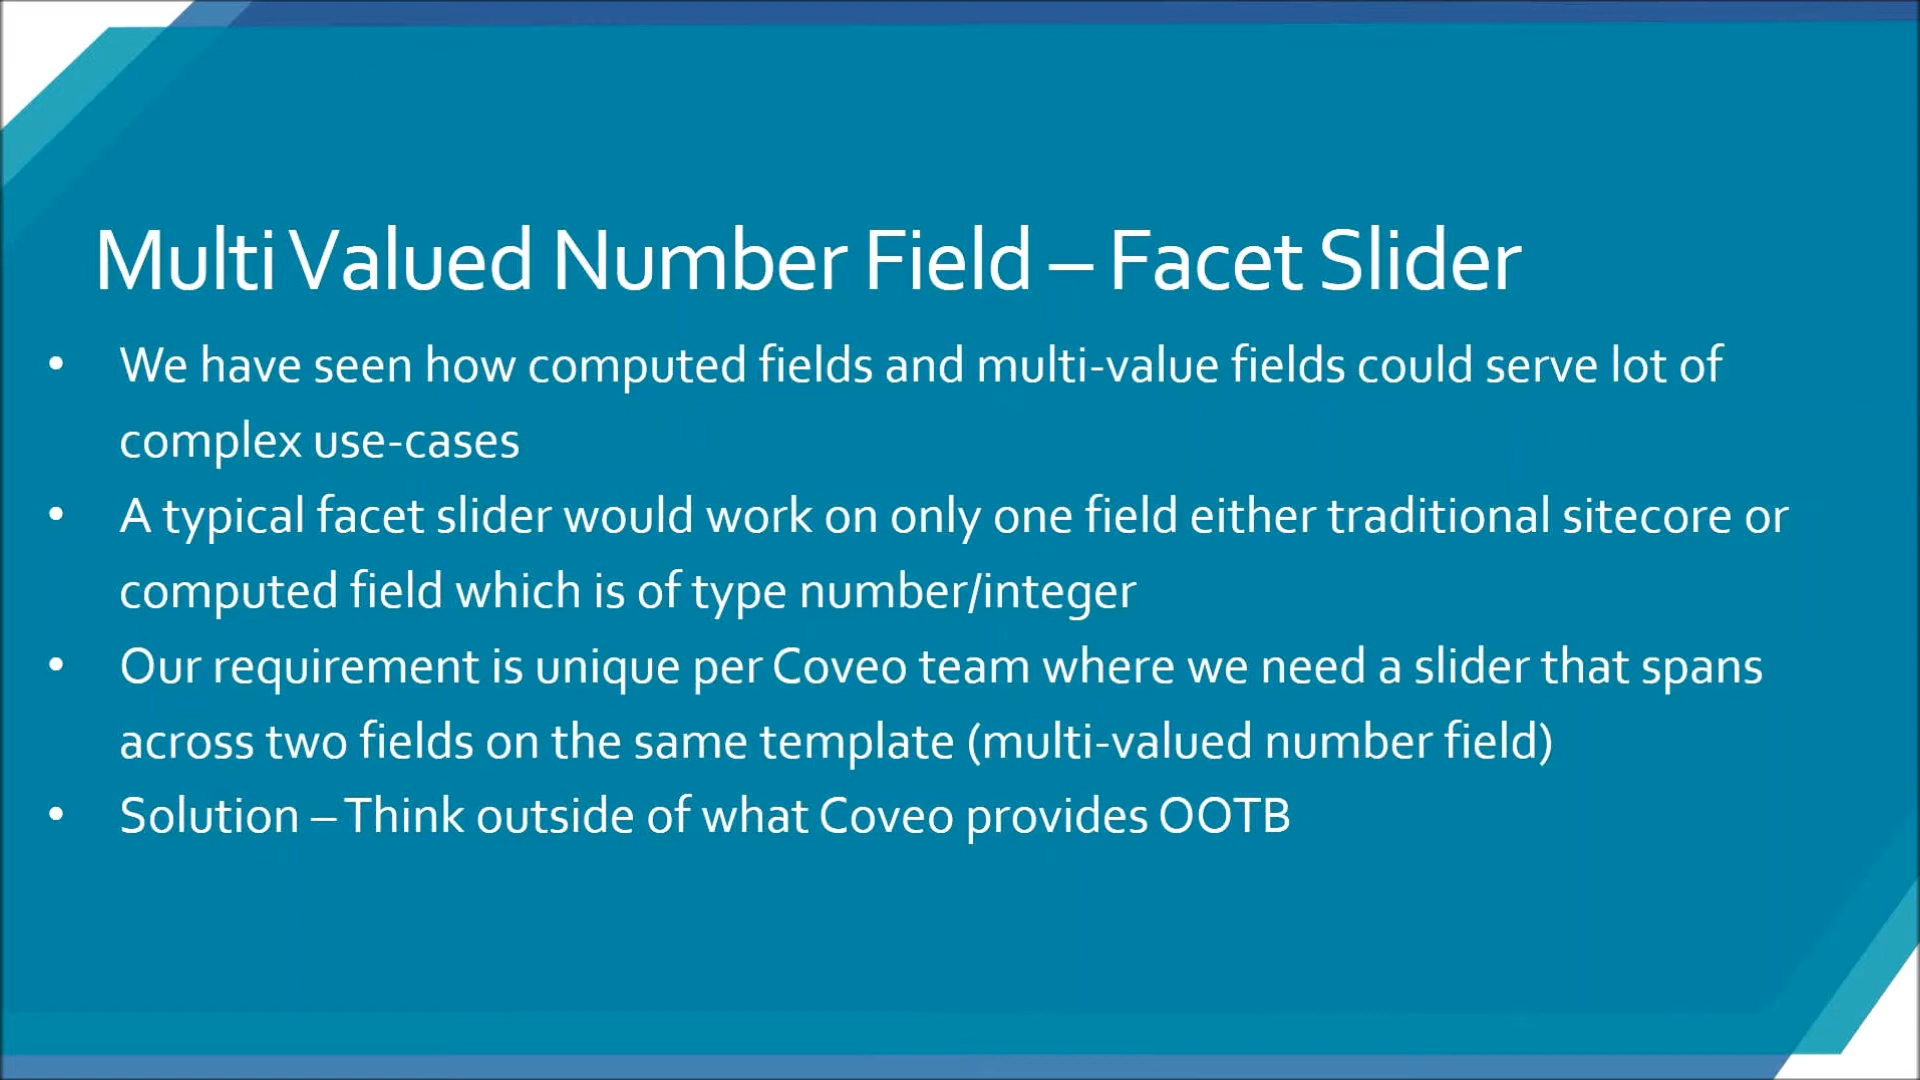 Multi Valued Number Field – Facet Slider
• We have seen how computed fields and multi-value fields could serve lot of
complex use-cases
• A typical facet slider would work on only one field either traditional sitecore or
computed field which is of type number/integer
• Our requirement is unique per Coveo team where we need a slider that spans
across two fields on the same template (multi-valued number field)
• Solution – Think outside of what Coveo provides OOTB